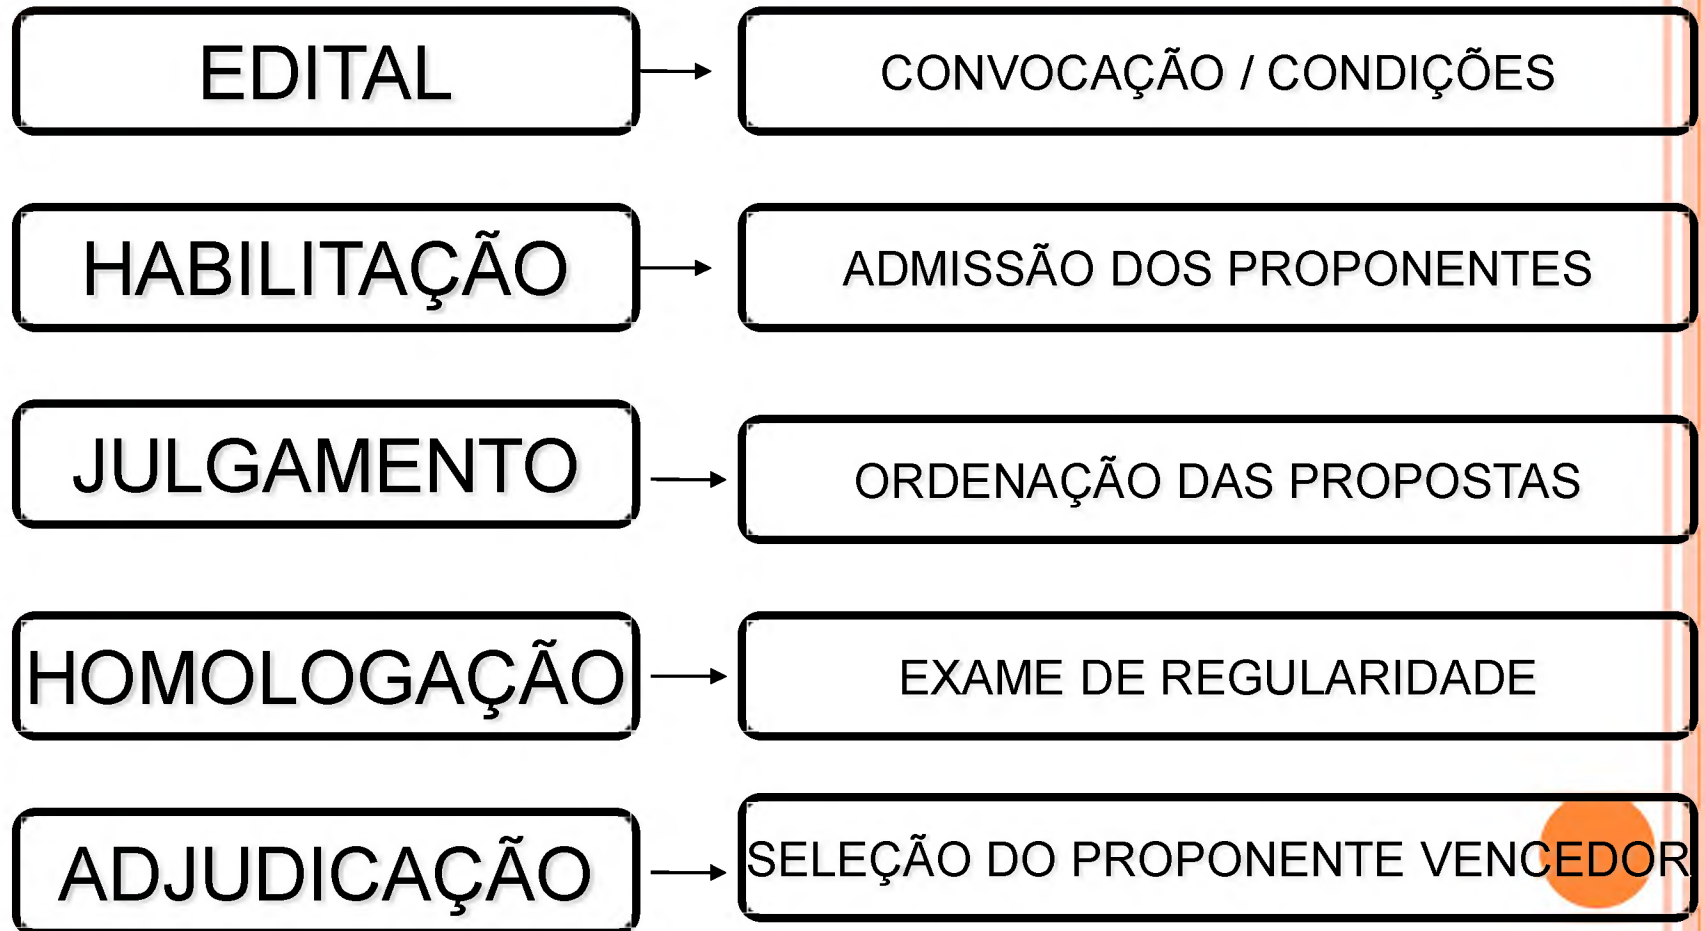 EDITAL
CONVOCAÇÃO / CONDIÇÕES
HABILITAÇÃO
ADMISSÃO DOS PROPONENTES
JULGAMENTO
ORDENAÇÃO DAS PROPOSTAS
HOMOLOGAÇÃO
EXAME DE REGULARIDADE
ADJUDICAÇÃO
SELEÇÃO DO PROPONENTE VENCEDOR